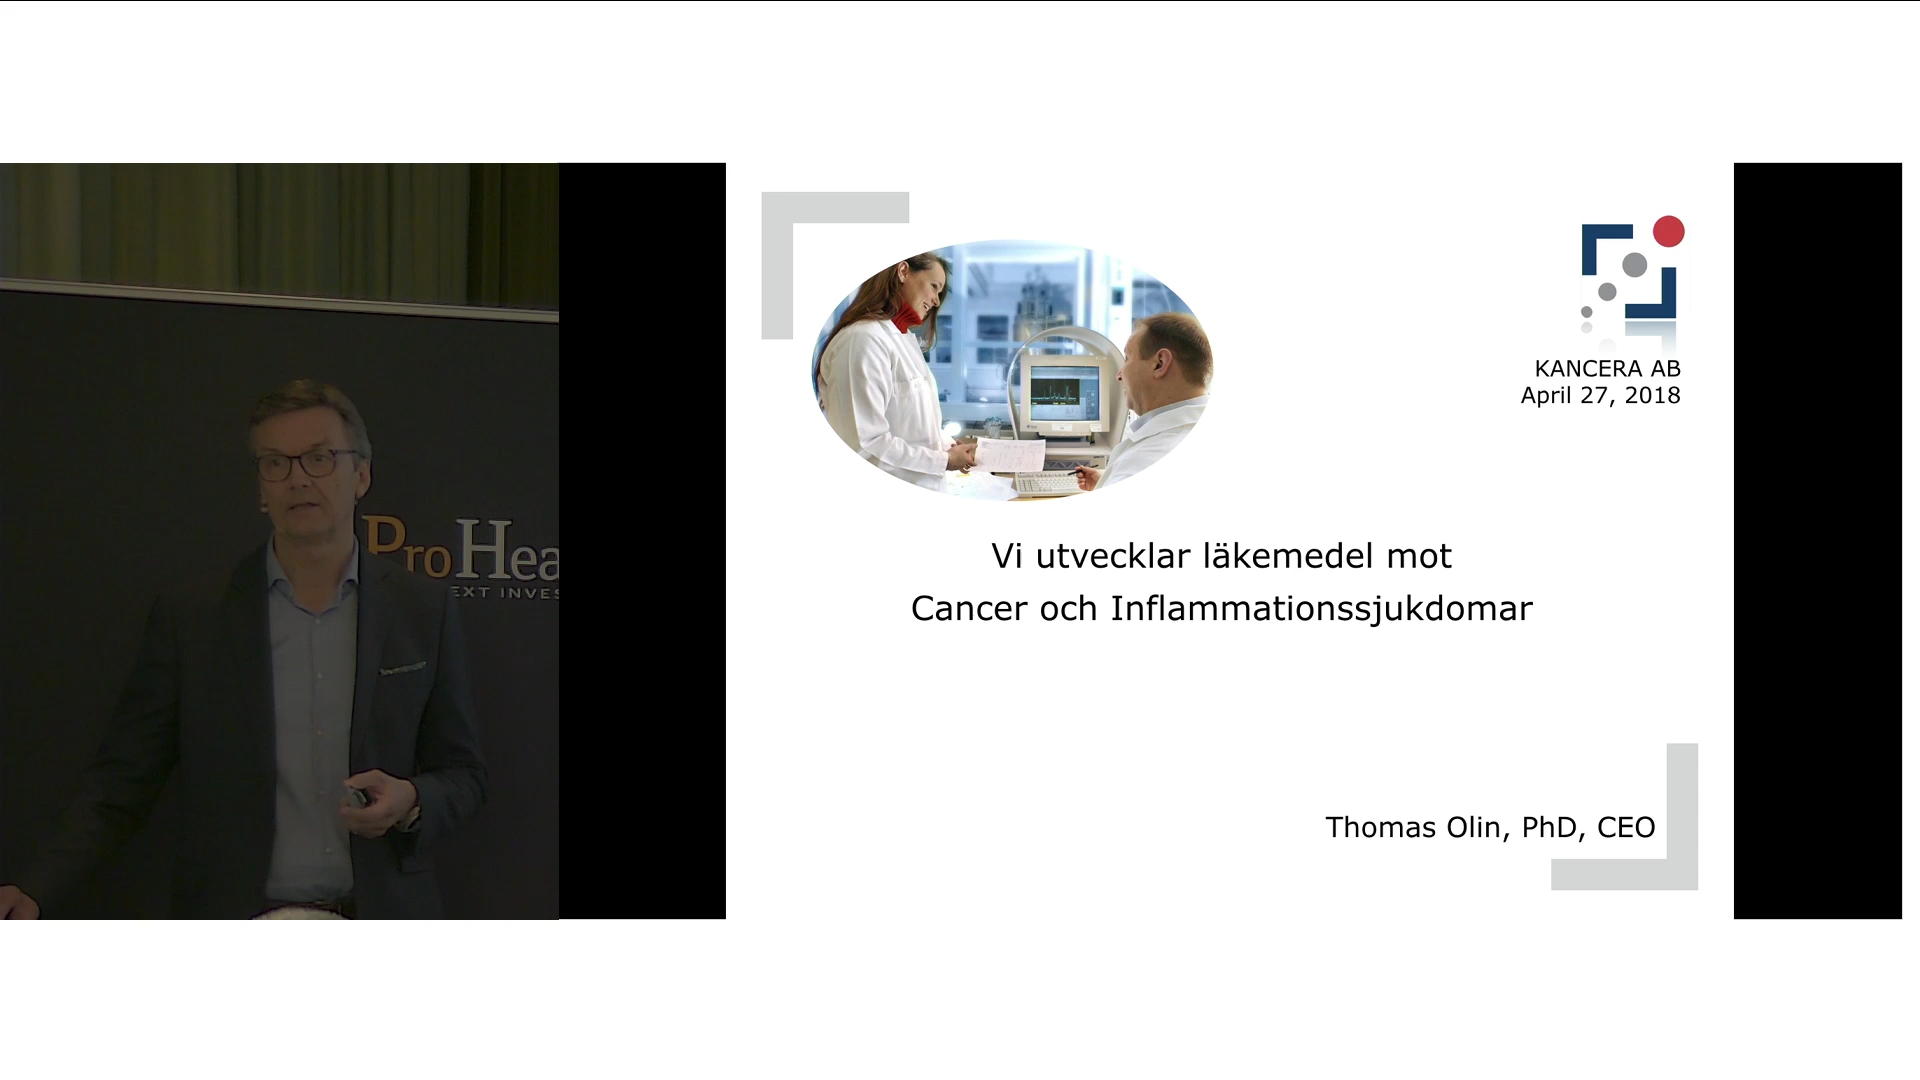 ProHea
EXT INVES
KANCERA AB
April 27, 2018
Vi utvecklar läkemedel mot
Cancer och Inflammationssjukdomar
Thomas Olin, PhD, CEO